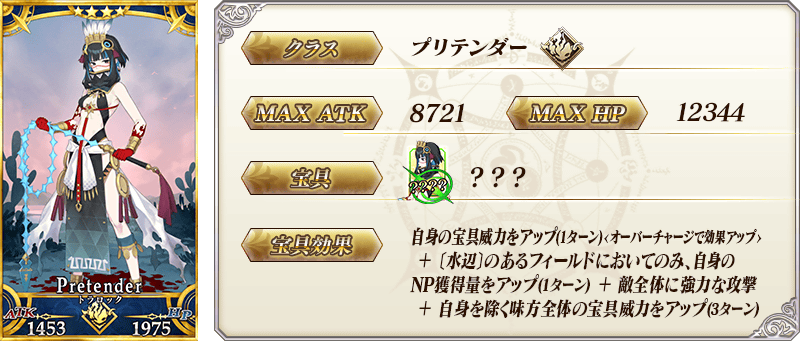 Pretender
トラロック
ATK
HP
1453
1975
クラス
プリテンダー
MAX ATK
8721
MAX HP
12344
宝具
????
？？？
宝具効果
自身の宝具威力をアップ(1ターン)<オーバーチャージで効果アップ>
＋〔水辺〕のあるフィールドにおいてのみ、自身の
NP獲得量をアップ(1ターン) ＋ 敵全体に強力な攻撃
＋ 自身を除く味方全体の宝具威力をアップ(3ターン)